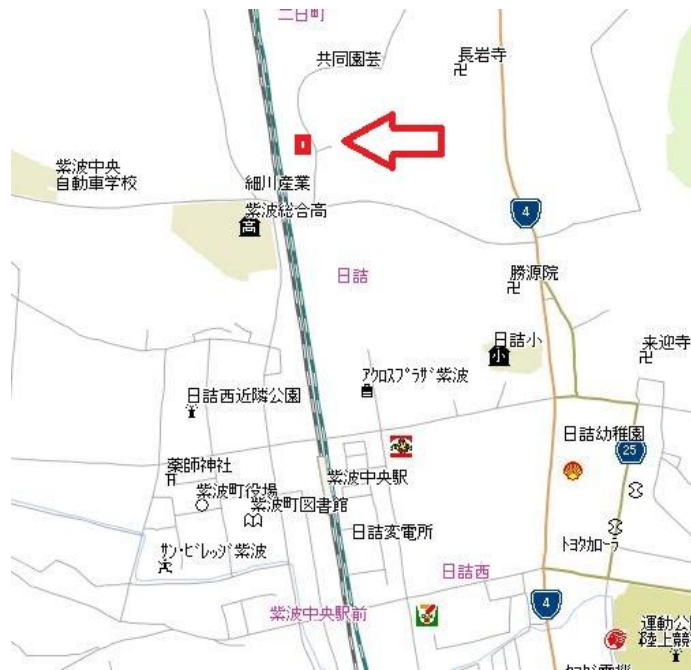 二日町
共同園芸
長岩寺
紫波中央
自動車学校
細川産業
紫波総合高
高
4
日詰
勝源院
日詰小
小
来迎寺
アクロスプラザ紫波
日詰西近隣公園
日詰幼稚園
25
薬師神社
紫波中央駅
紫波町役場
紫波町図書館
日詰変電所
トヨタカローラ
サン・ビレッジ紫波
日詰西
4
紫波中央駅前
7
運動公
陸上競